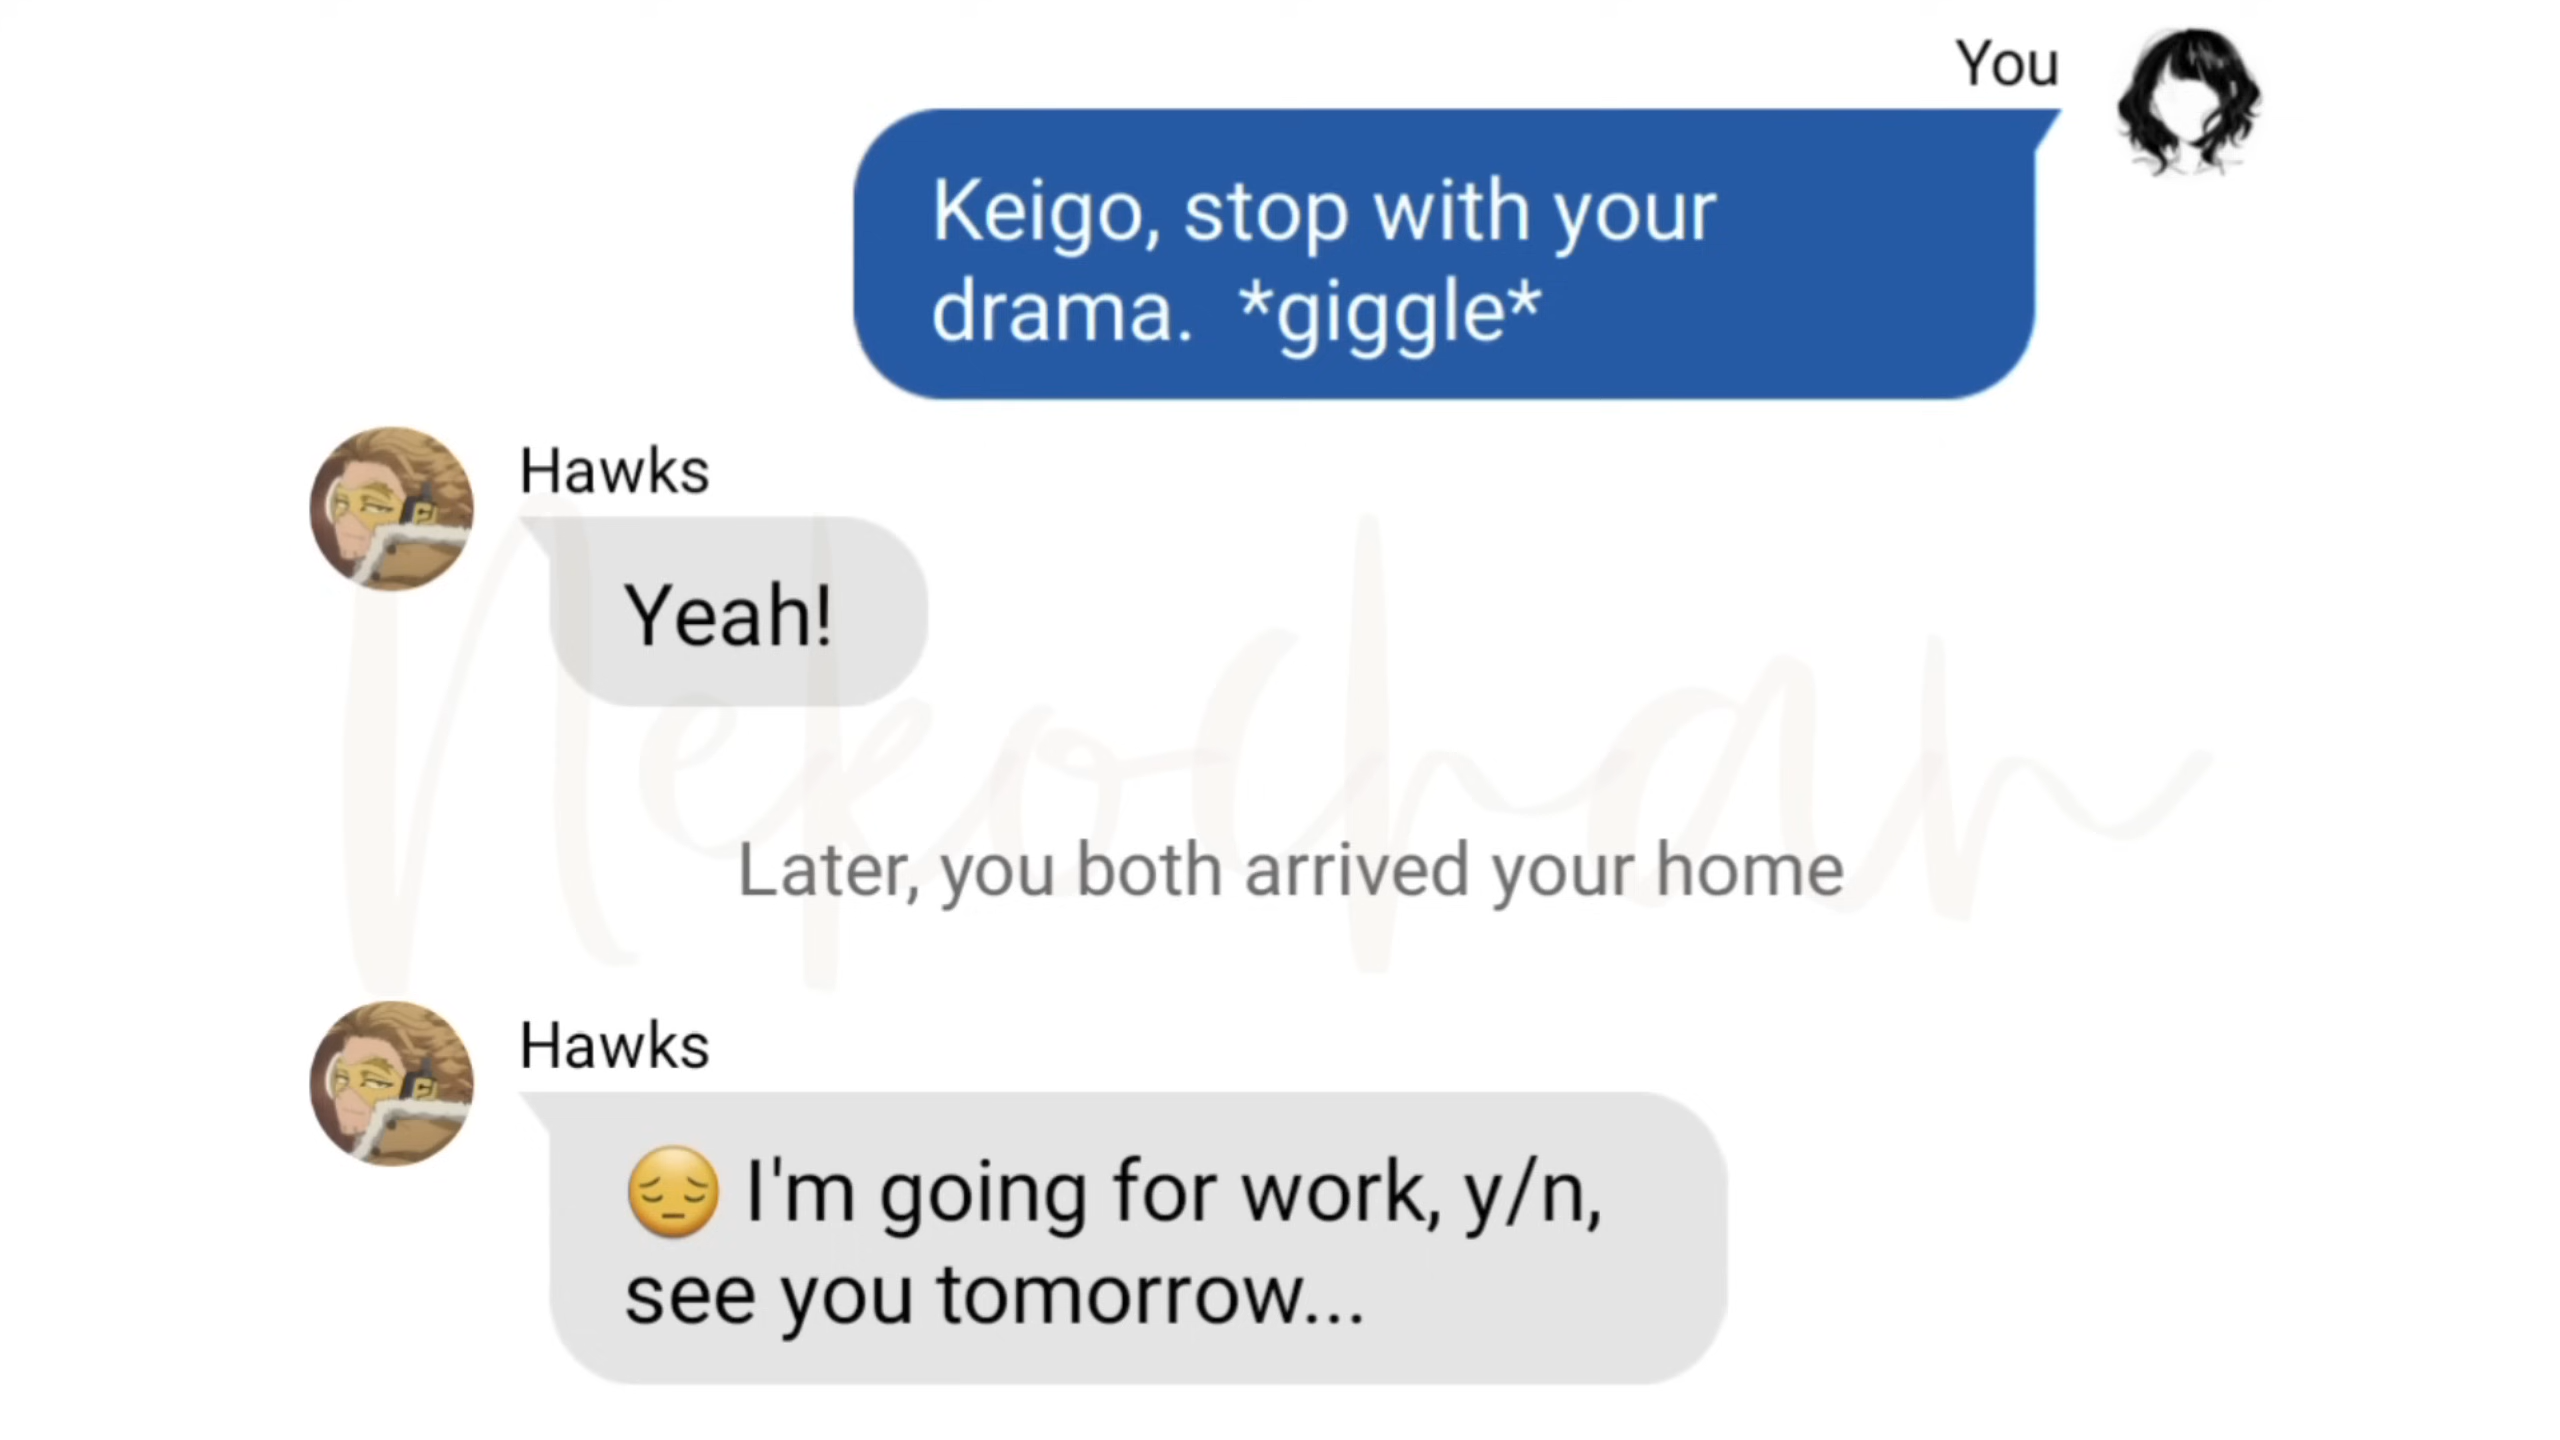 You
Keigo, stop with your
drama.  *giggle*
Hawks
Yeah!
Nekochan
Later, you both arrived your home
Hawks
😔 I'm going for work, y/n,
see you tomorrow...